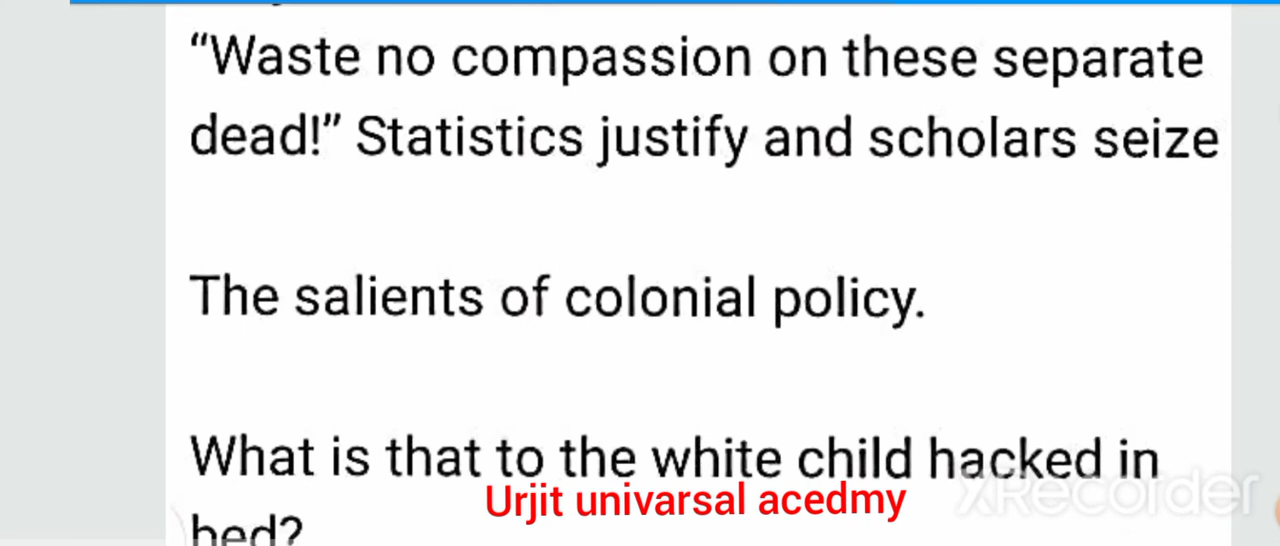 “Waste no compassion on these separate
dead!” Statistics justify and scholars seize
The salients of colonial policy.
What is that to the white child hacked in
bed?
Urjit univarsal acedmy
XRecorder